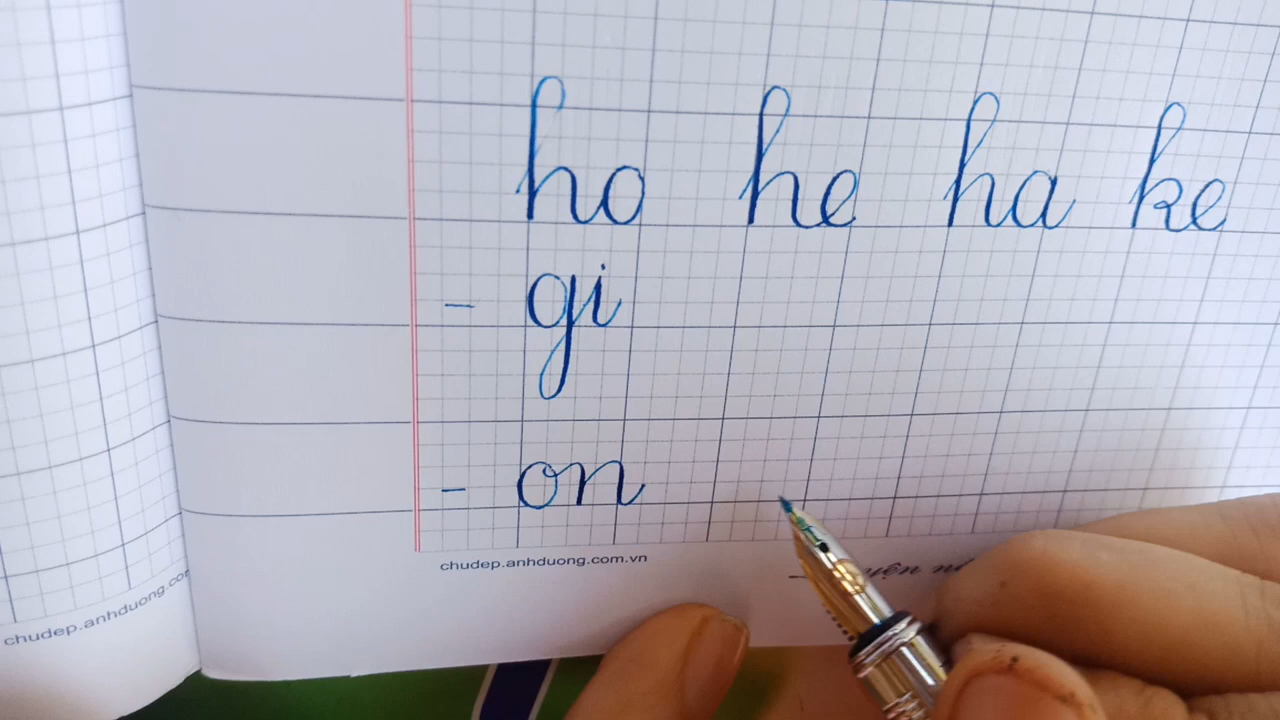 ho he ha ke
- gi
- on
chudep.anhduong.com.vn
chudep.anhduong.com